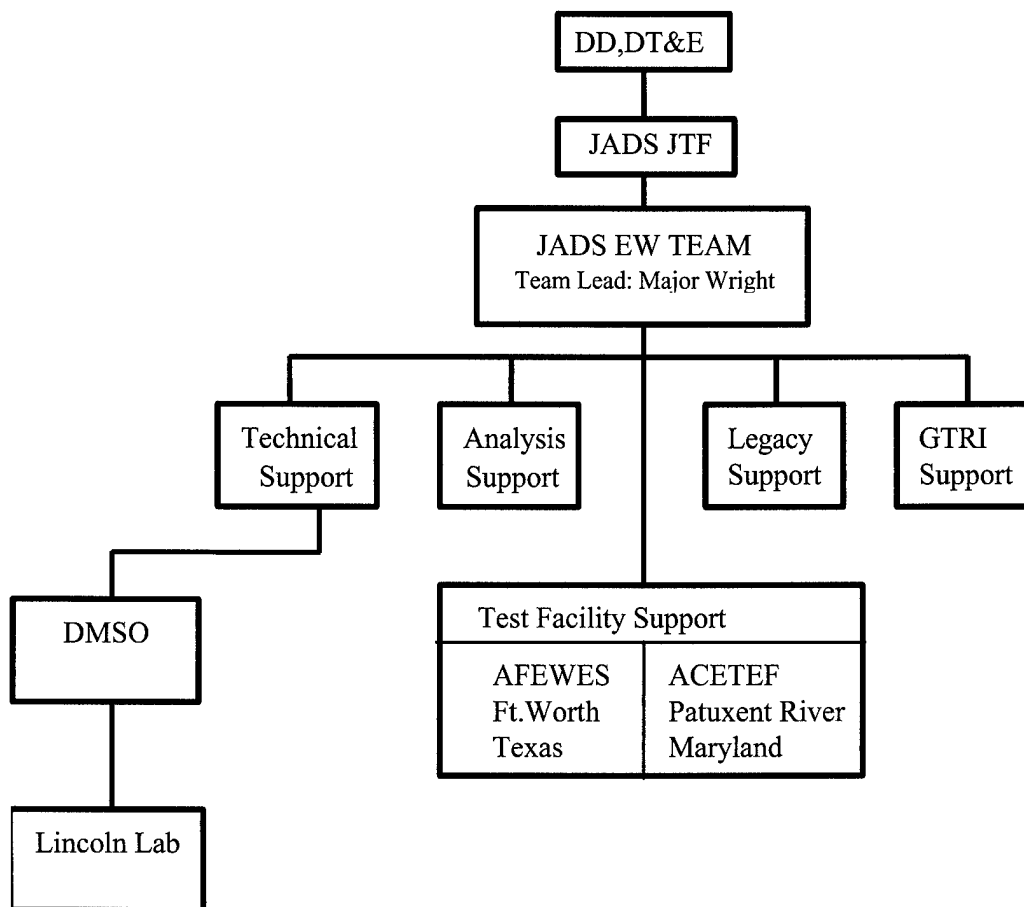 DD,DT&E
JADS JTF
JADS EW TEAM
Team Lead: Major Wright
Technical
Support
Analysis
Support
Legacy
Support
GTRI
Support
DMSO
Test Facility Support
AFEWES
Ft.Worth
Texas
ACETEF
Patuxent River
Maryland
Lincoln Lab